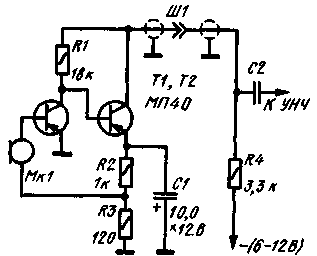 Ш1
R1
18к
Т1, Т2
МП40
С2
К УНЧ
Мк1
R2
1к
С1
R4
3,3 к
+
10,0
×12В
R3
120
−(6-12В)